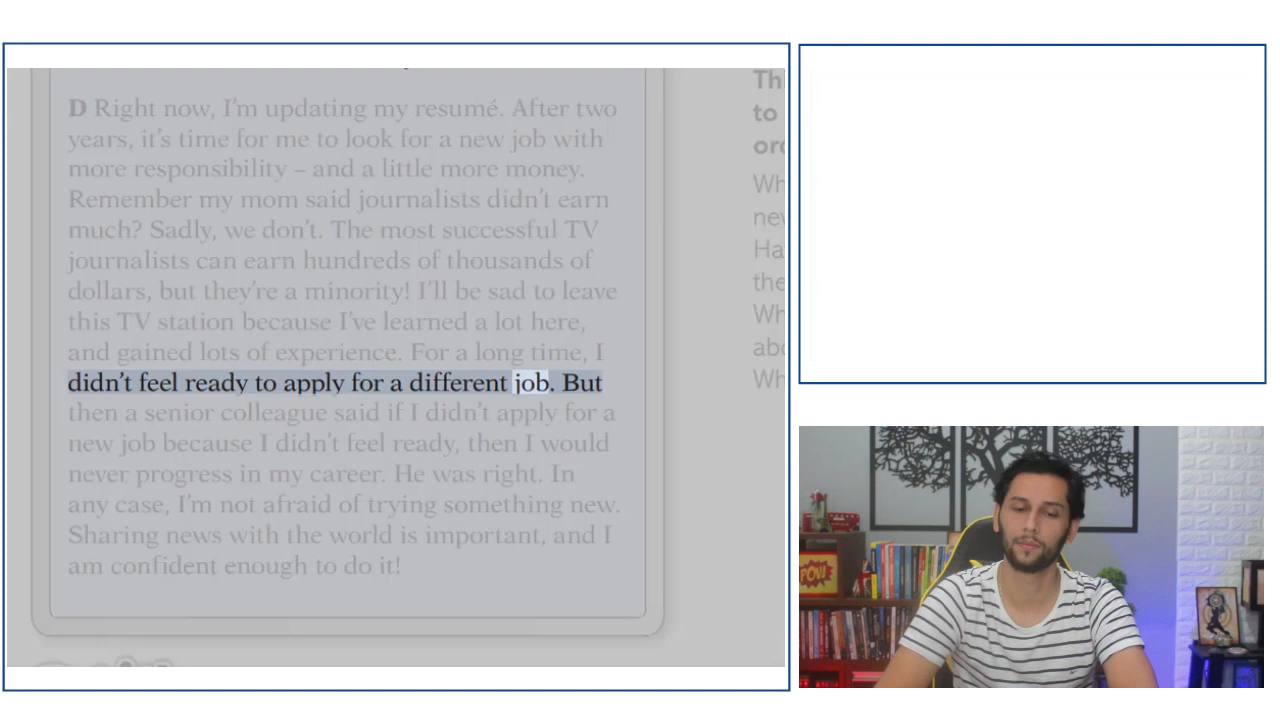 D Right now, I'm updating my resumé. After two
years, it's time for me to look for a new job with
more responsibility – and a little more money.
Remember my mom said journalists didn't earn
much? Sadly, we don't. The most successful TV
journalists can earn hundreds of thousands of
dollars, but they're a minority! I'll be sad to leave
this TV station because I've learned a lot here,
and gained lots of experience. For a long time, I
didn't feel ready to apply for a different job. But
then a senior colleague said if I didn't apply for a
new job because I didn't feel ready, then I would
never progress in my career. He was right. In
any case, I'm not afraid of trying something new.
Sharing news with the world is important, and I
am confident enough to do it!
to
POW!